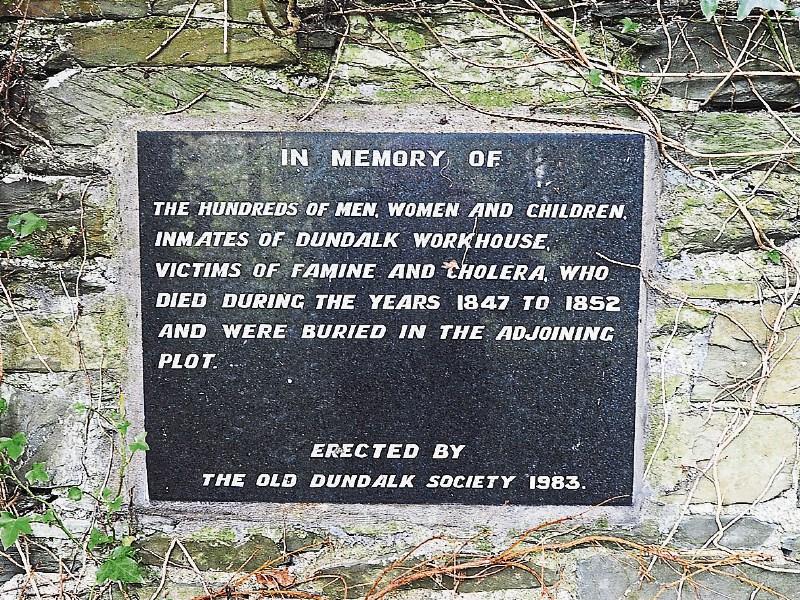 IN MEMORY OF
THE HUNDREDS OF MEN, WOMEN AND CHILDREN,
INMATES OF DUNDALK WORKHOUSE,
VICTIMS OF FAMINE AND CHOLERA, WHO
DIED DURING THE YEARS 1847 TO 1852
AND WERE BURIED IN THE ADJOINING
PLOT.
ERECTED BY
THE OLD DUNDALK SOCIETY 1983.